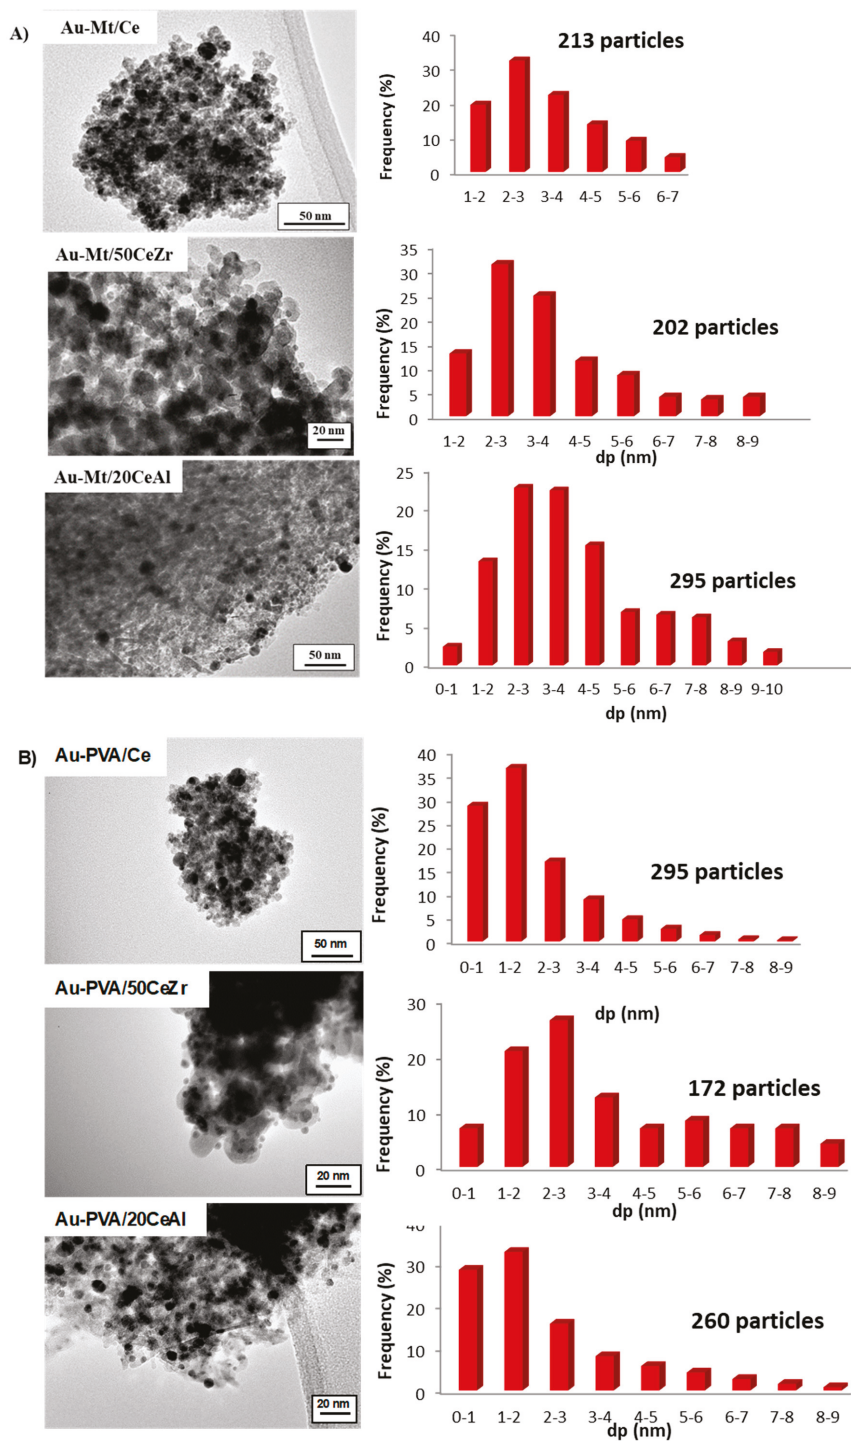 A)
Au-Mt/Ce
50 nm
213 particles
Frequency (%)
40
30
20
10
0
1-2 2-3 3-4 4-5 5-6 6-7
Au-Mt/50CeZr
20 nm
202 particles
Frequency (%)
35
30
25
20
15
10
5
0
1-2 2-3 3-4 4-5 5-6 6-7 7-8 8-9
dp (nm)
Au-Mt/20CeAl
50 nm
295 particles
Frequency (%)
25
20
15
10
5
0
0-1 1-2 2-3 3-4 4-5 5-6 6-7 7-8 8-9 9-10
dp (nm)
B)
Au-PVA/Ce
50 nm
295 particles
Frequency (%)
40
35
30
25
20
15
10
5
0
0-1 1-2 2-3 3-4 4-5 5-6 6-7 7-8 8-9
dp (nm)
Au-PVA/50CeZr
20 nm
172 particles
Frequency (%)
30
20
10
0
0-1 1-2 2-3 3-4 4-5 5-6 6-7 7-8 8-9
dp (nm)
Au-PVA/20CeAl
20 nm
260 particles
Frequency (%)
40
30
20
10
0
0-1 1-2 2-3 3-4 4-5 5-6 6-7 7-8 8-9
dp (nm)